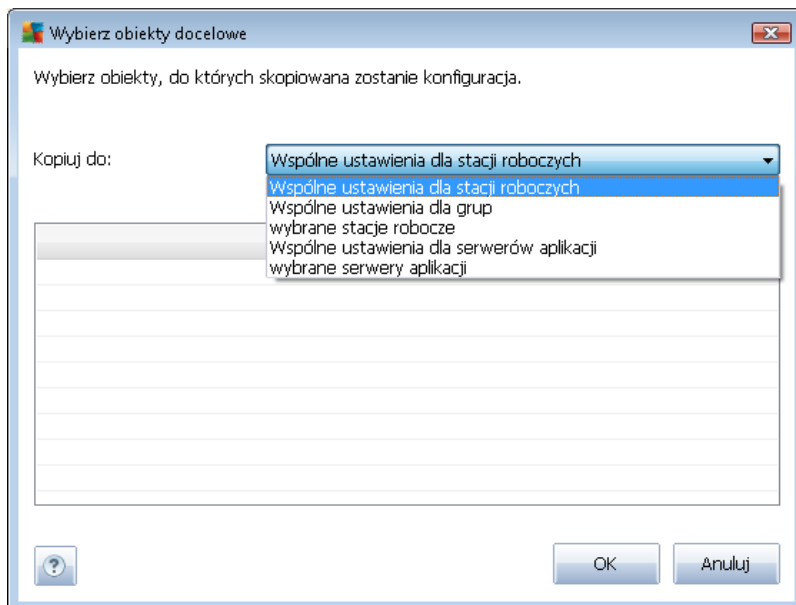 Wybierz obiekty docelowe
Wybierz obiekty, do których skopiowana zostanie konfiguracja.
Kopiuj do:
Wspólne ustawienia dla stacji roboczych
Wspólne ustawienia dla stacji roboczych
Wspólne ustawienia dla grup
wybrane stacje robocze
Wspólne ustawienia dla serwerów aplikacji
wybrane serwery aplikacji
?
OK
Anuluj